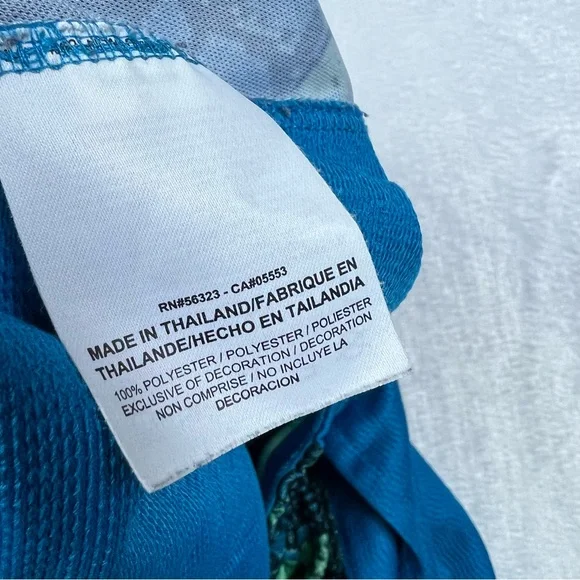 RN#56323 - CA#05553
MADE IN THAILAND/FABRIQUE EN
THAILANDE/HECHO EN TAILANDIA
100% POLYESTER / POLYESTER / POLIESTER
EXCLUSIVE OF DECORATION / DECORATION
NON COMPRISE / NO INCLUYE LA
DECORACION